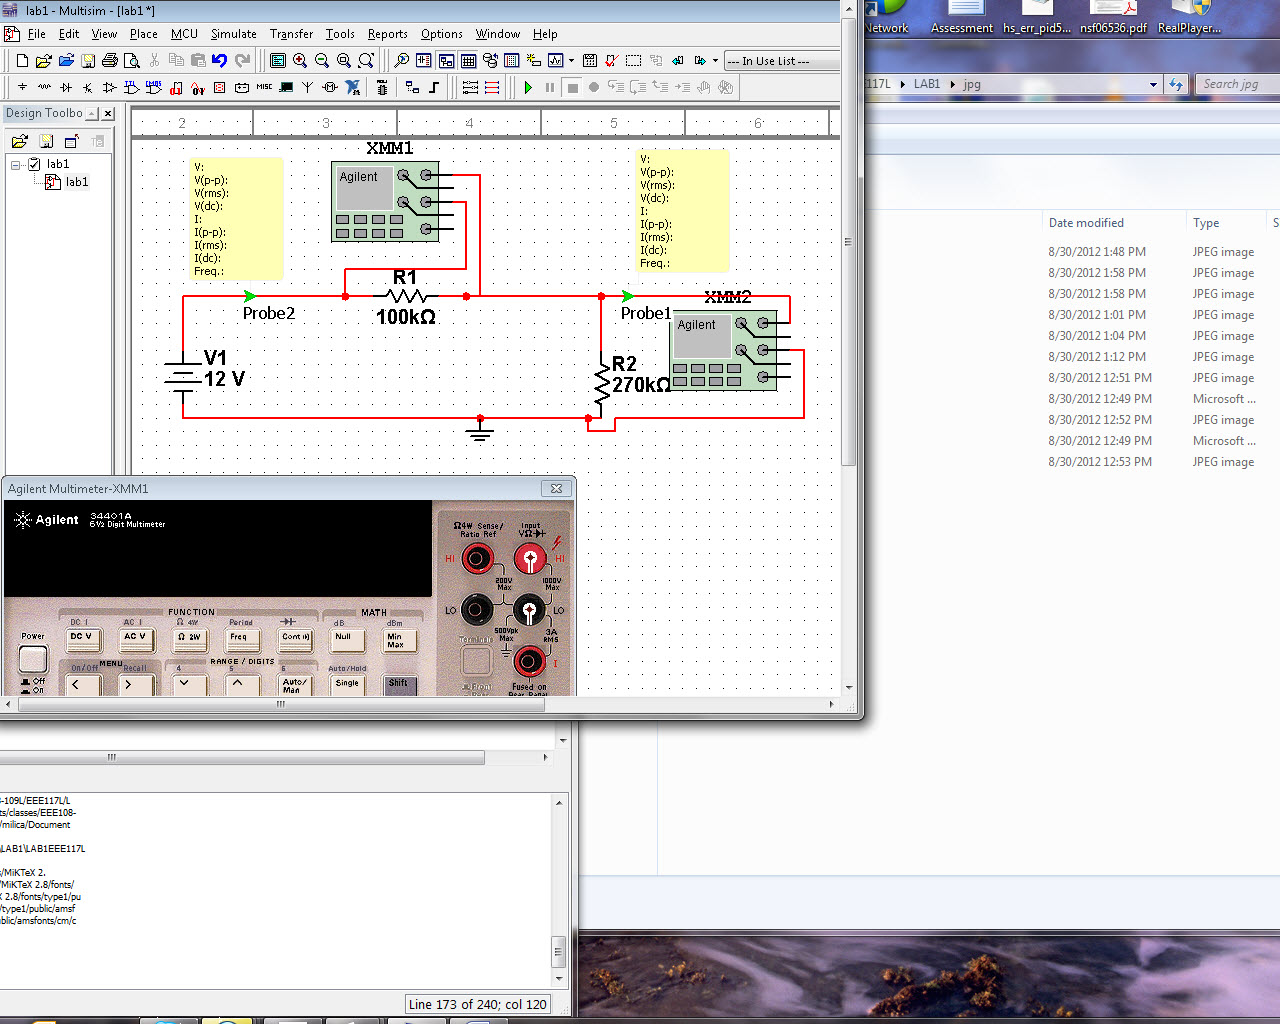 lab1 - Multisim - [lab1 *]
File Edit View Place MCU Simulate Transfer Tools Reports Options Window Help
--- In Use List ---
MISC
Design Toolbo
lab1
lab1
2 3 4 5 6
V:
V(p-p):
V(rms):
V(dc):
I:
I(p-p):
I(rms):
I(dc):
Freq.:
XMM1
Agilent
V:
V(p-p):
V(rms):
V(dc):
I:
I(p-p):
I(rms):
I(dc):
Freq.:
R1
100kΩ
Probe2
Probe1
XMM2
Agilent
V1
12 V
R2
270kΩ
Agilent Multimeter-XMM1
Agilent 34401A
6½ Digit Multimeter
Ω4W Sense/
Ratio Ref
Input
VΩ
HI HI
200V
Max
1000V
Max
LO LO
500Vpk
Max
3A
RMS
I
Fused on
FUNCTION MATH
DC I AC I Ω 4W Period dB dBm
DC V AC V Ω 2W Freq Cont Null Min
Max
Power
On/Off MENU Recall RANGE / DIGITS Auto/Hold
4 5 6
< > Auto/
Man Single Shift
Off
On
Network Assessment hs_err_pid5... nsf06536.pdf RealPlayer...
117L LAB1 jpg Search jpg
Date modified Type S
8/30/2012 1:48 PM JPEG image
8/30/2012 1:58 PM JPEG image
8/30/2012 1:58 PM JPEG image
8/30/2012 1:01 PM JPEG image
8/30/2012 1:04 PM JPEG image
8/30/2012 1:12 PM JPEG image
8/30/2012 12:51 PM JPEG image
8/30/2012 12:49 PM Microsoft ...
8/30/2012 12:52 PM JPEG image
8/30/2012 12:49 PM Microsoft ...
8/30/2012 12:53 PM JPEG image
-109L/EEE117L/L
ts/classes/EEE108-
/milica/Document
\LAB1\LAB1EEE117L
s/MiKTeX 2.
/MiKTeX 2.8/fonts/
X 2.8/fonts/type1/pu
/type1/public/amsf
blic/amsfonts/cm/c
Line 173 of 240; col 120